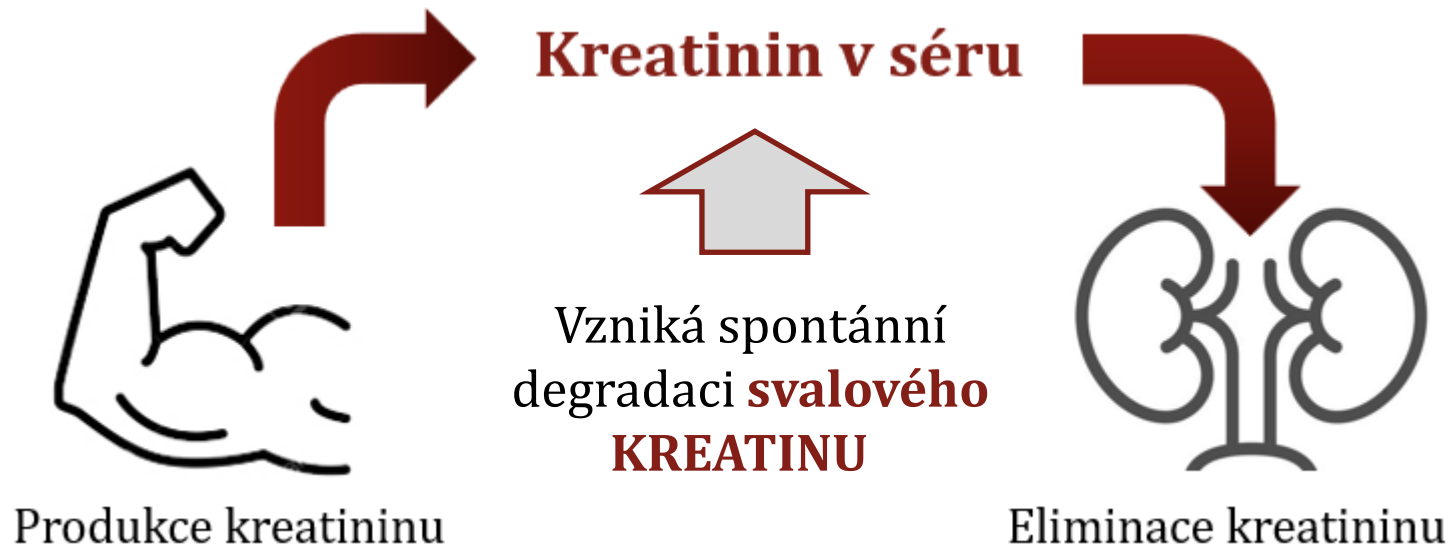 Kreatinin v séru
Vzniká spontánní
degradaci svalového
KREATINU
Produkce kreatininu
Eliminace kreatininu